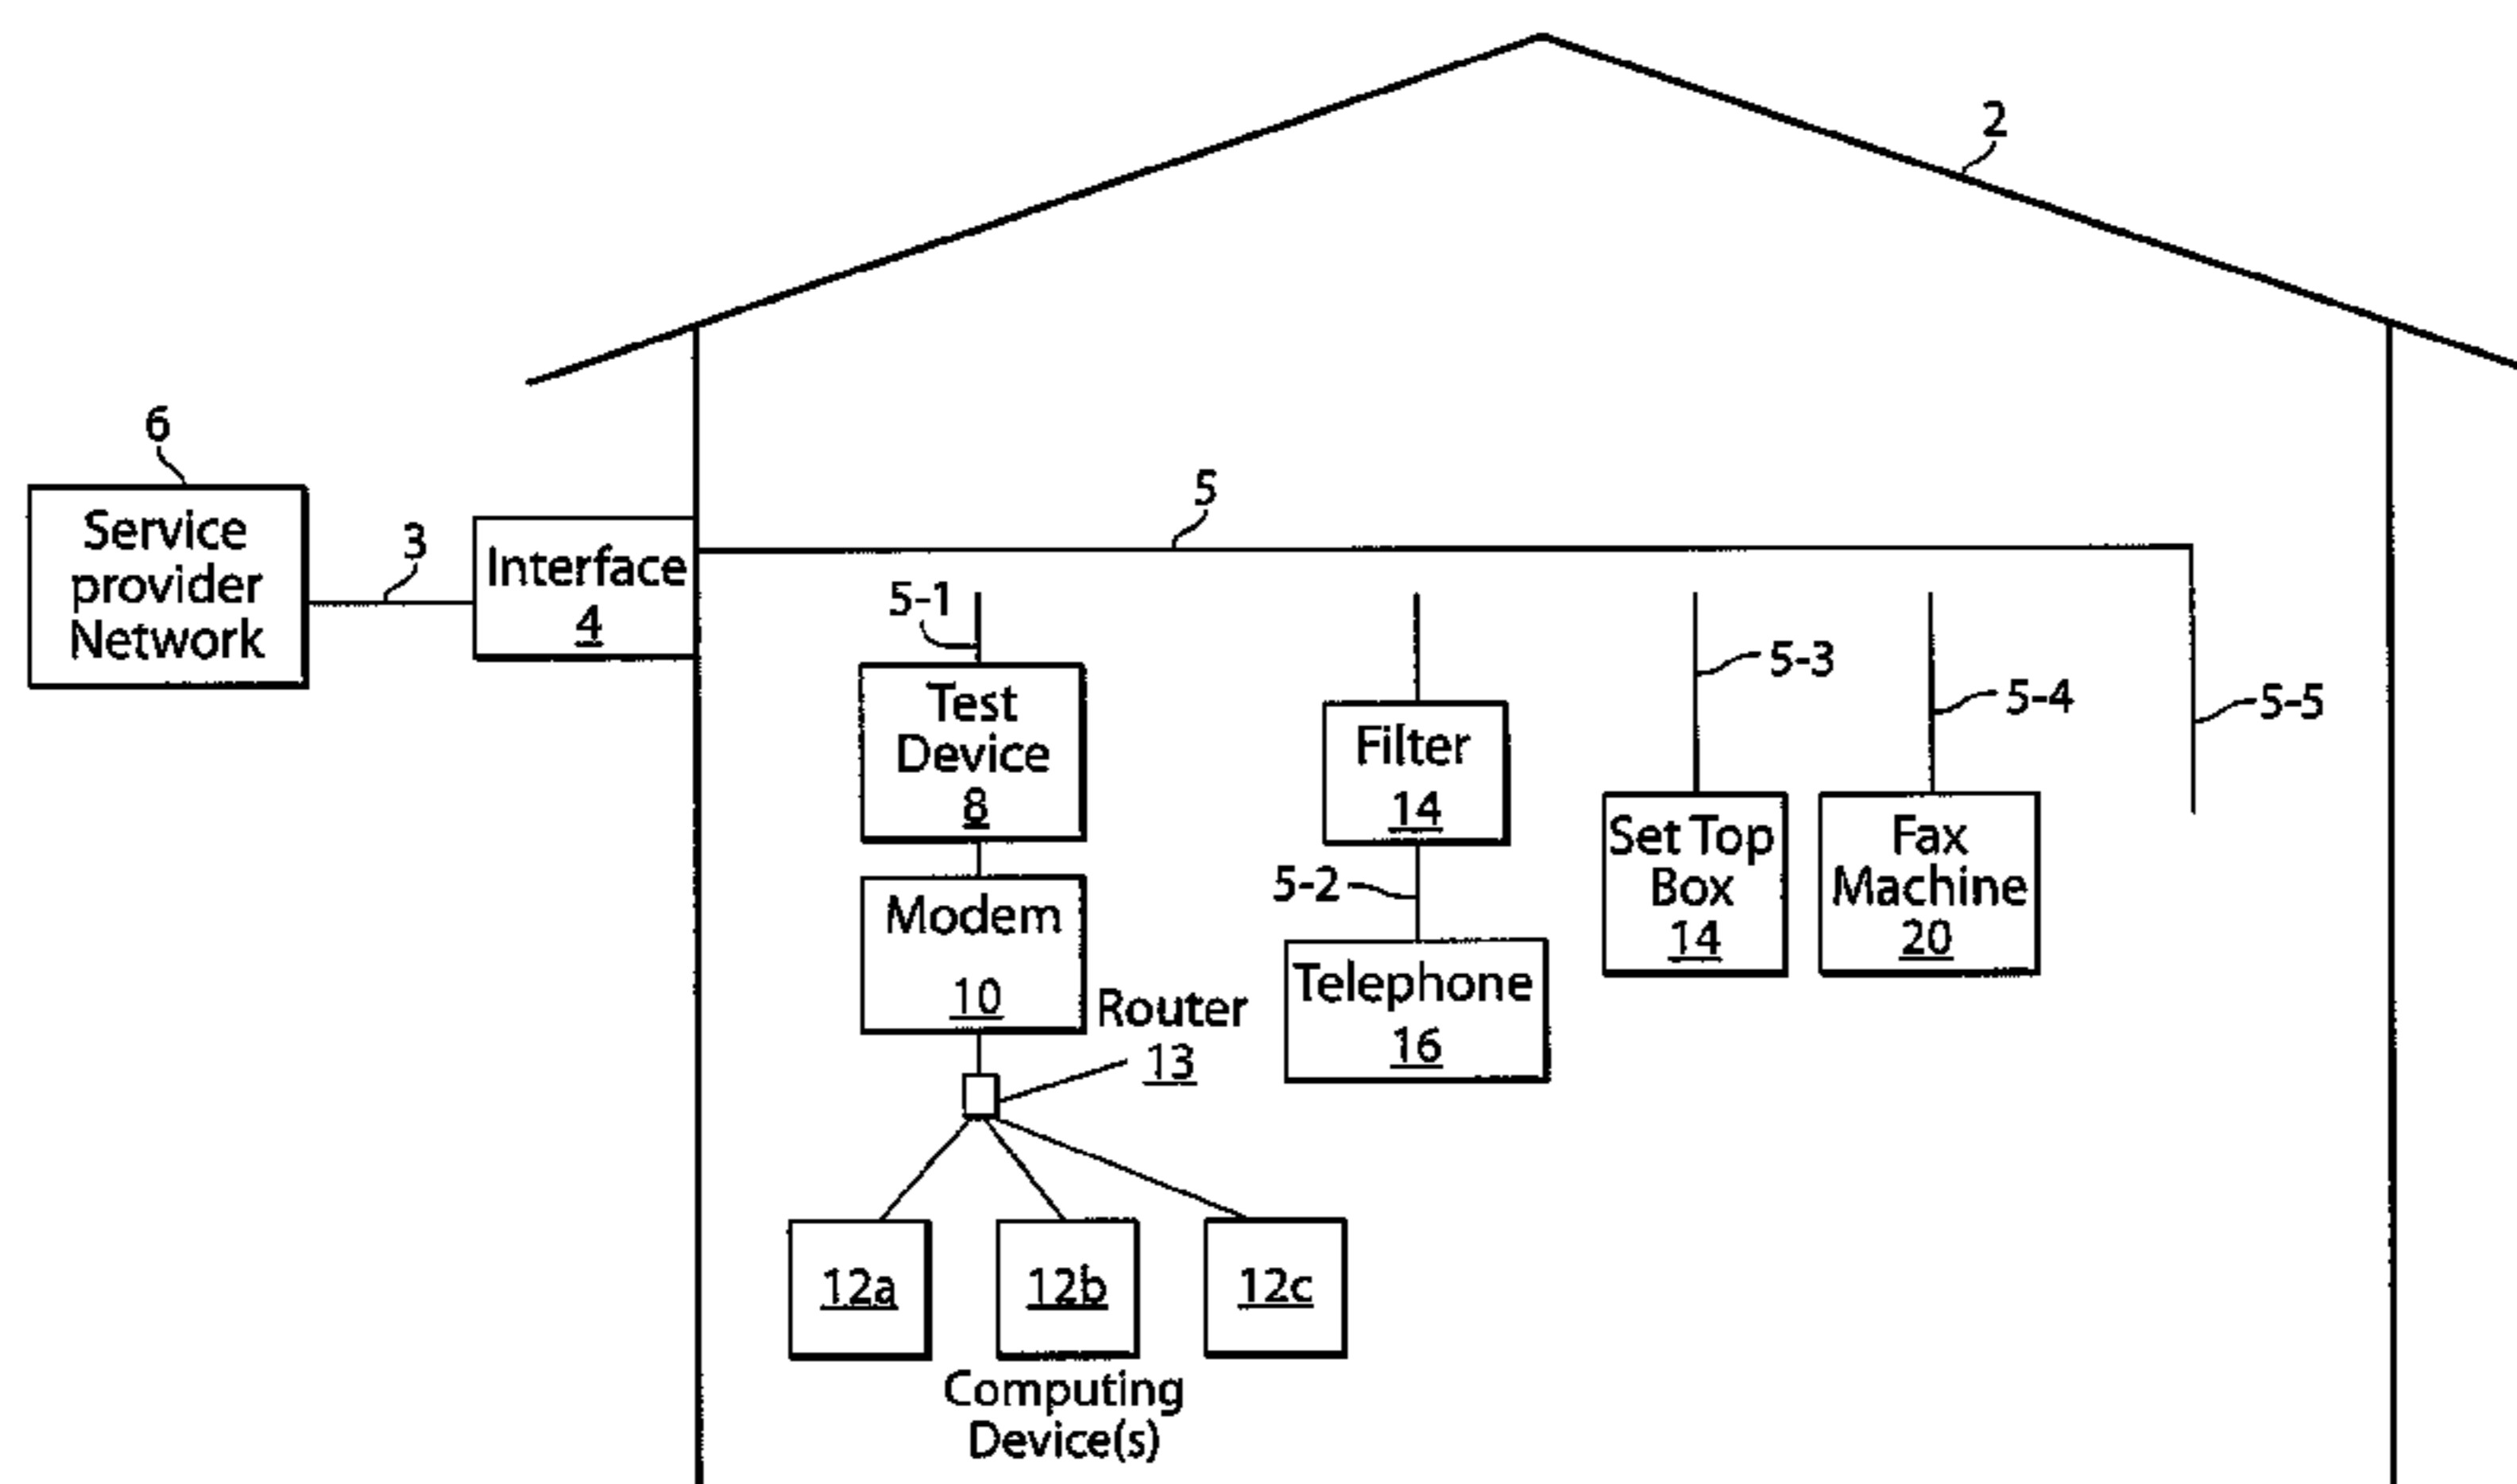 2
6
Service
provider
Network
3
Interface
4
5
5-1
Test
Device
8
Modem
10
Router
13
12a
12b
12c
Computing
Device(s)
Filter
14
5-2
Telephone
16
5-3
Set Top
Box
14
5-4
Fax
Machine
20
5-5